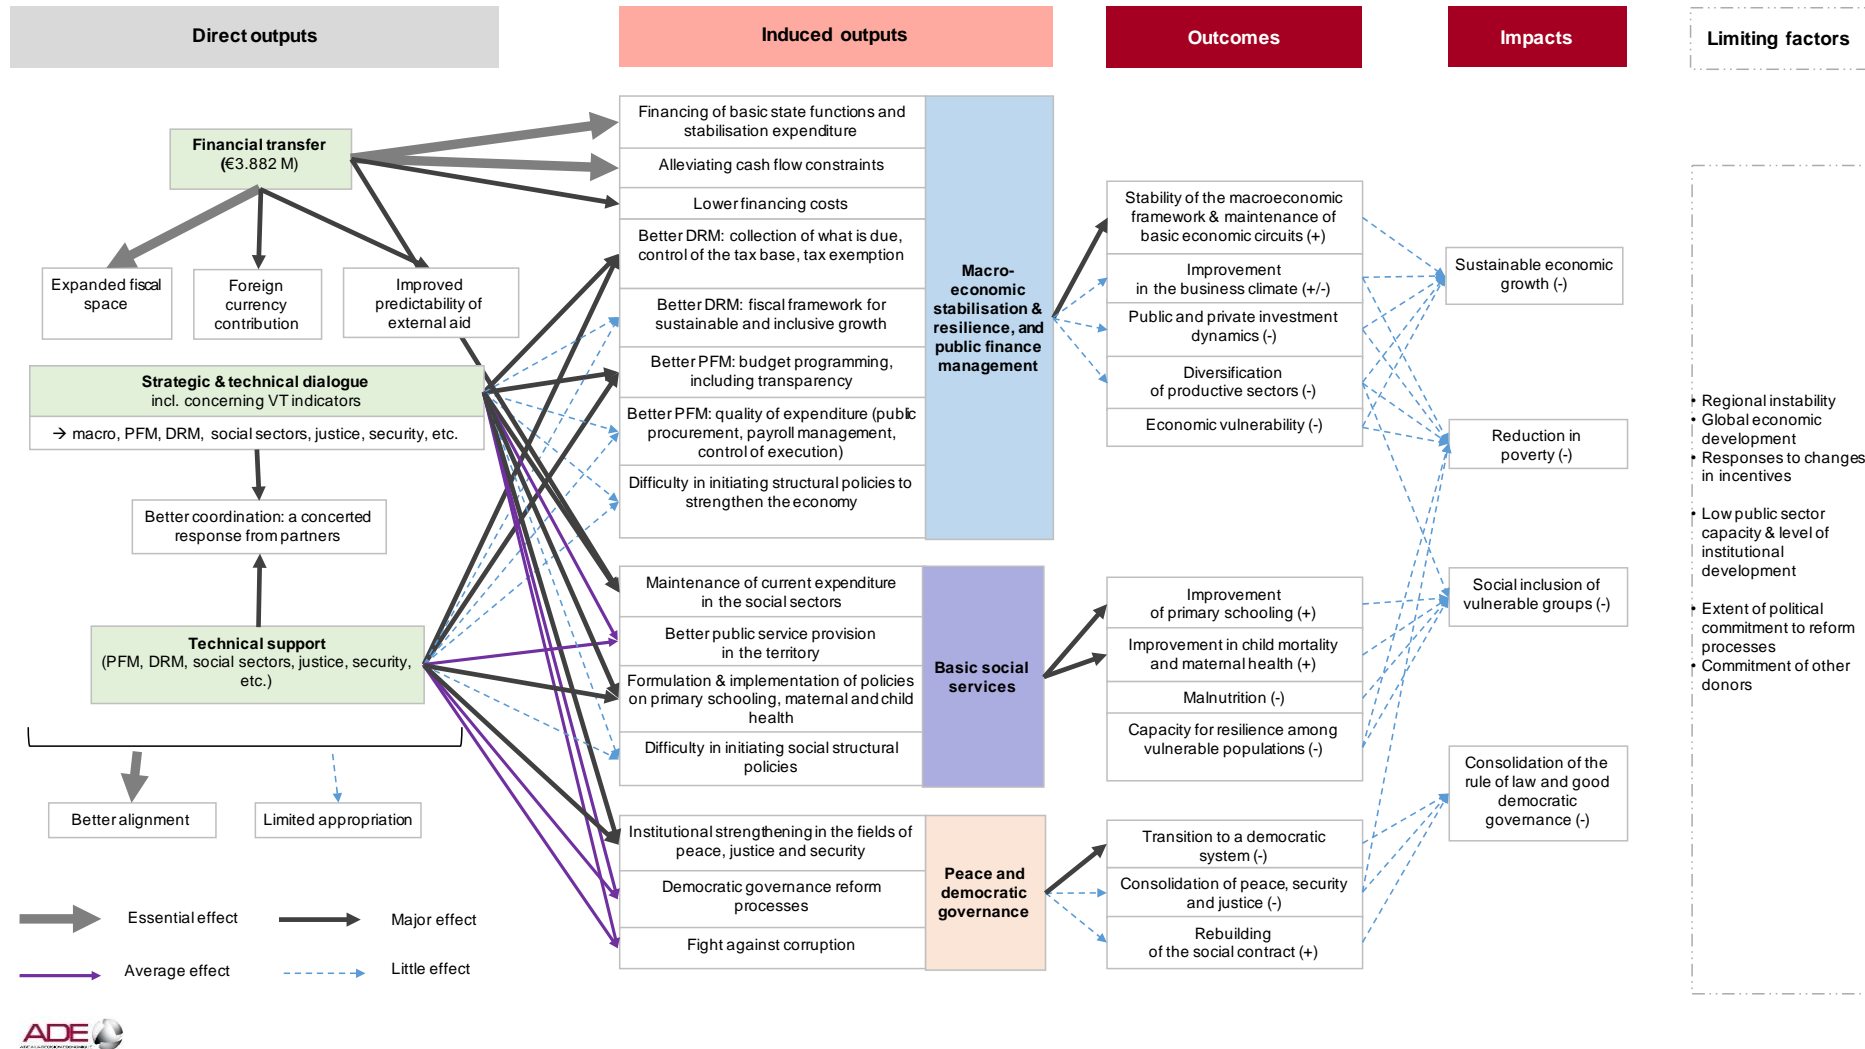 Direct outputs
Induced outputs
Outcomes
Impacts
Limiting factors
Financial transfer
(€3.882 M)
Expanded fiscal
space
Foreign
currency
contribution
Improved
predictability of
external aid
Strategic & technical dialogue
incl. concerning VT indicators
→ macro, PFM, DRM, social sectors, justice, security, etc.
Better coordination: a concerted
response from partners
Technical support
(PFM, DRM, social sectors, justice, security,
etc.)
Better alignment
Limited appropriation
Essential effect
Major effect
Average effect
Little effect
ADE
Financing of basic state functions and
stabilisation expenditure
Alleviating cash flow constraints
Lower financing costs
Better DRM: collection of what is due,
control of the tax base, tax exemption
Better DRM: fiscal framework for
sustainable and inclusive growth
Better PFM: budget programming,
including transparency
Better PFM: quality of expenditure (public
procurement, payroll management,
control of execution)
Difficulty in initiating structural policies to
strengthen the economy
Macro-
economic
stabilisation &
resilience, and
public finance
management
Maintenance of current expenditure
in the social sectors
Better public service provision
in the territory
Formulation & implementation of policies
on primary schooling, maternal and child
health
Difficulty in initiating social structural
policies
Basic social
services
Institutional strengthening in the fields of
peace, justice and security
Democratic governance reform
processes
Fight against corruption
Peace and
democratic
governance
Stability of the macroeconomic
framework & maintenance of
basic economic circuits (+)
Improvement
in the business climate (+/-)
Public and private investment
dynamics (-)
Diversification
of productive sectors (-)
Economic vulnerability (-)
Improvement
of primary schooling (+)
Improvement in child mortality
and maternal health (+)
Malnutrition (-)
Capacity for resilience among
vulnerable populations (-)
Transition to a democratic
system (-)
Consolidation of peace, security
and justice (-)
Rebuilding
of the social contract (+)
Sustainable economic
growth (-)
Reduction in
poverty (-)
Social inclusion of
vulnerable groups (-)
Consolidation of the
rule of law and good
democratic
governance (-)
• Regional instability
• Global economic
development
• Responses to changes
in incentives
• Low public sector
capacity & level of
institutional
development
• Extent of political
commitment to reform
processes
• Commitment of other
donors